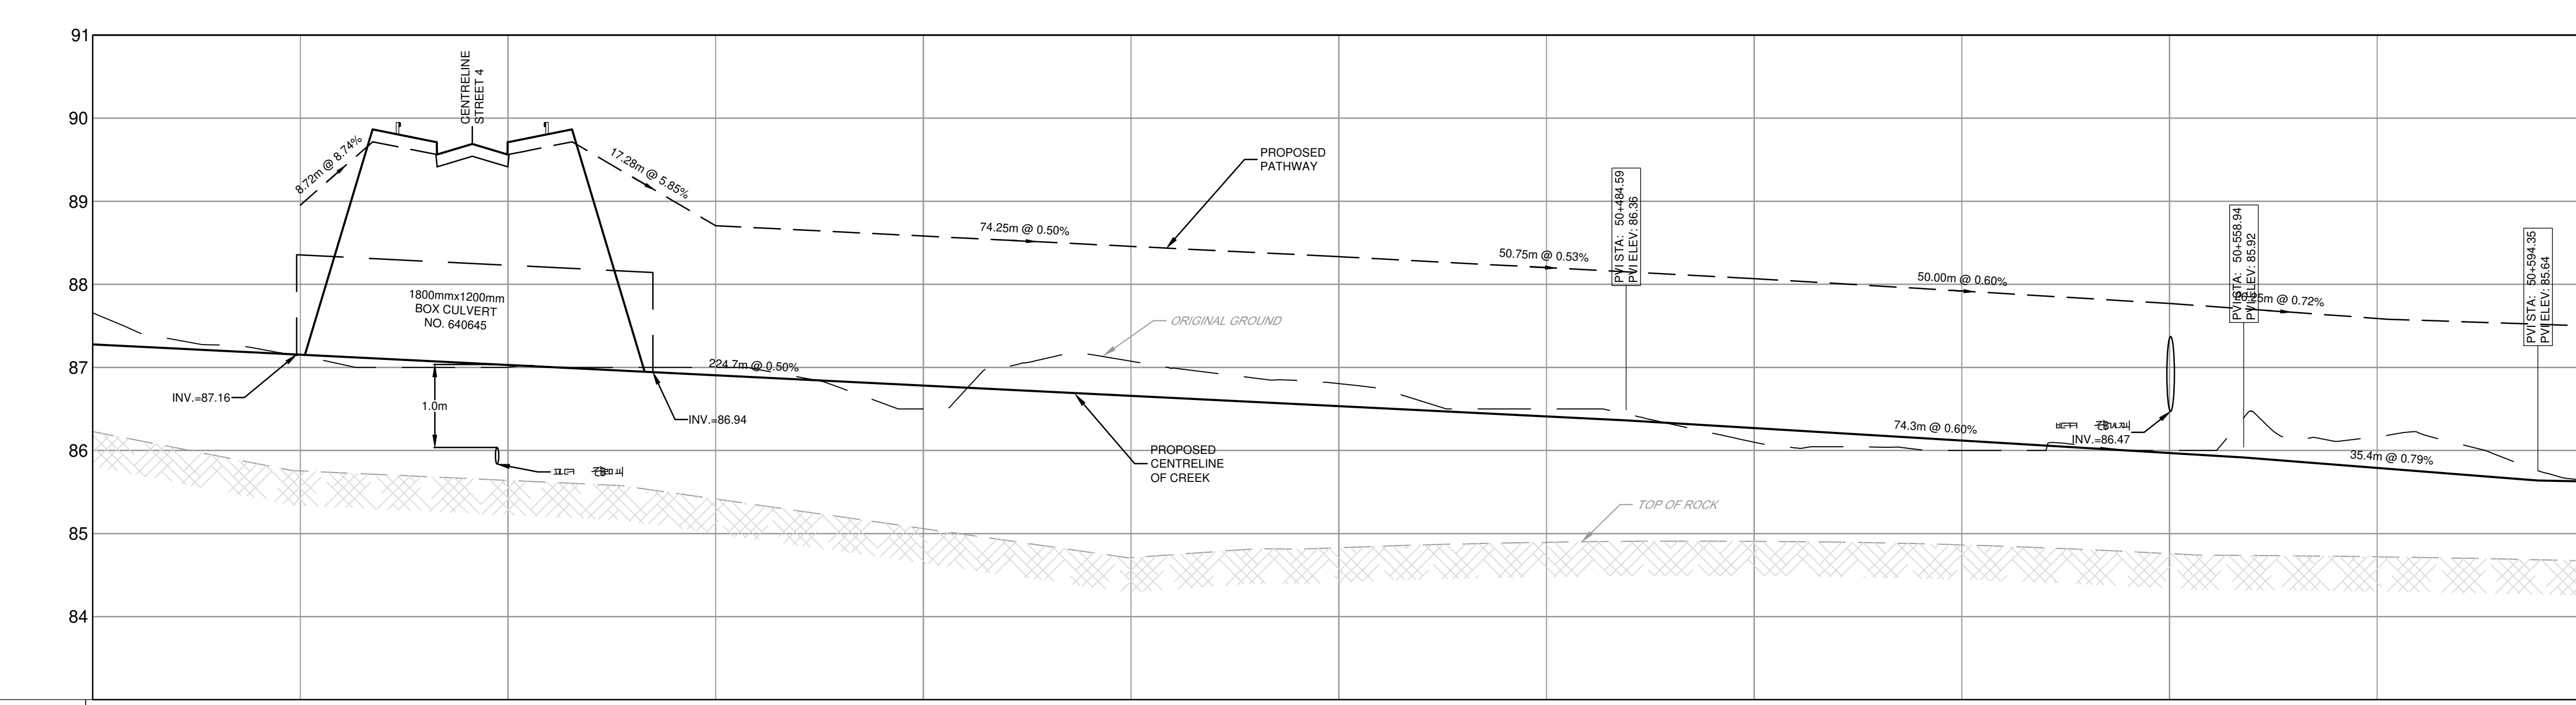 91
90
89
88
87
86
85
84
CENTRELINE
STREET 4
8.72m @ 8.74%
17.28m @ 5.85%
1800mmx1200mm
BOX CULVERT
NO. 640645
INV.=87.16
1.0m
INV.=86.94
224.7m @ 0.50%
74.25m @ 0.50%
PROPOSED
PATHWAY
ORIGINAL GROUND
PROPOSED
CENTRELINE
OF CREEK
50.75m @ 0.53%
PVI STA: 50+484.59
PVI ELEV: 86.36
TOP OF ROCK
50.00m @ 0.60%
74.3m @ 0.60%
INV.=86.47
PVI STA: 50+558.94
PVI ELEV: 85.92
@ 0.72%
35.4m @ 0.79%
PVI STA: 50+594.35
PVI ELEV: 85.64